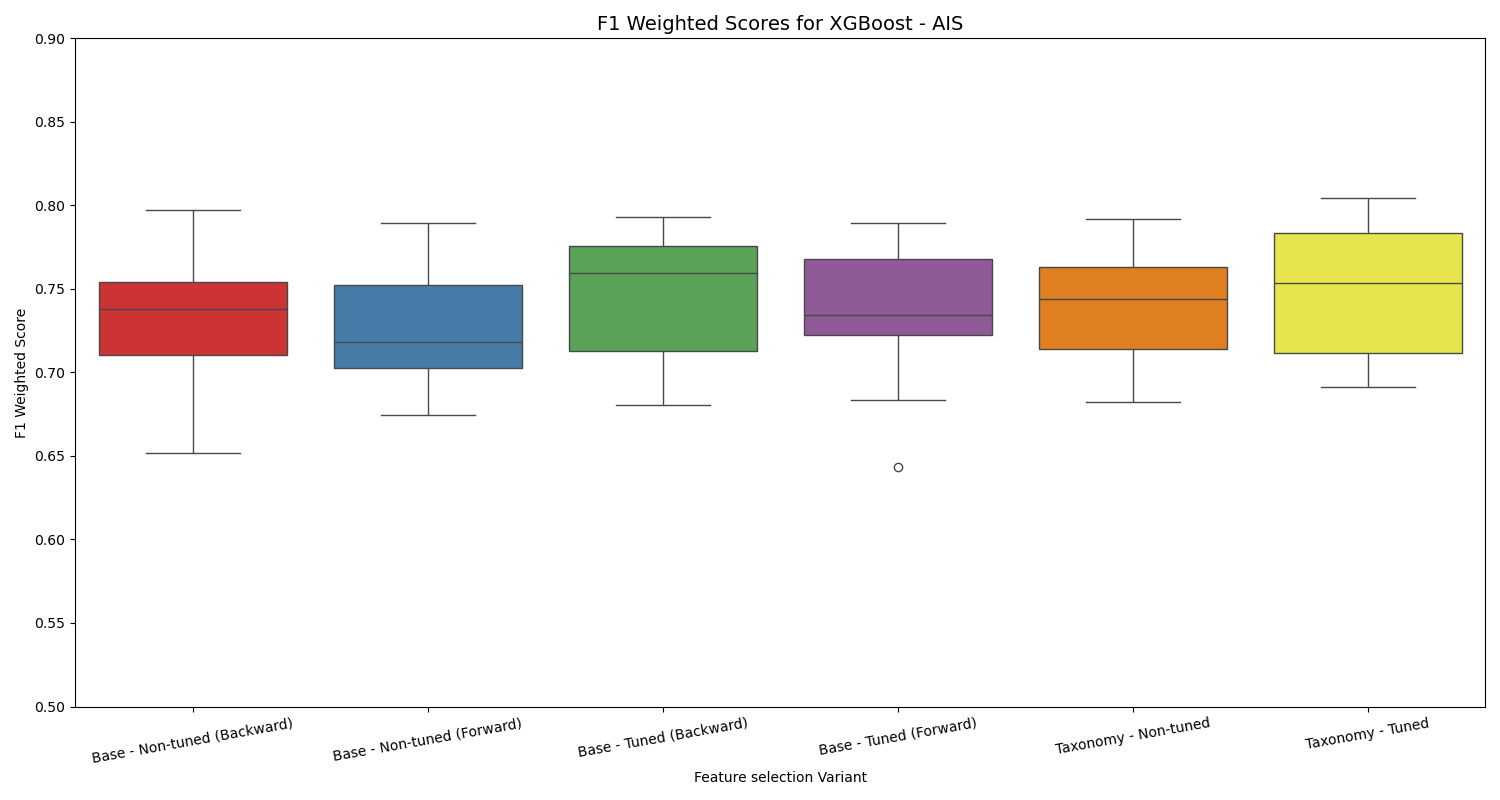 F1 Weighted Scores for XGBoost - AIS
0.90
0.85
0.80
0.75
0.70
0.65
0.60
0.55
0.50
F1 Weighted Score
Base - Non-tuned (Backward)
Base - Non-tuned (Forward)
Base - Tuned (Backward)
Base - Tuned (Forward)
Taxonomy - Non-tuned
Taxonomy - Tuned
Feature selection Variant